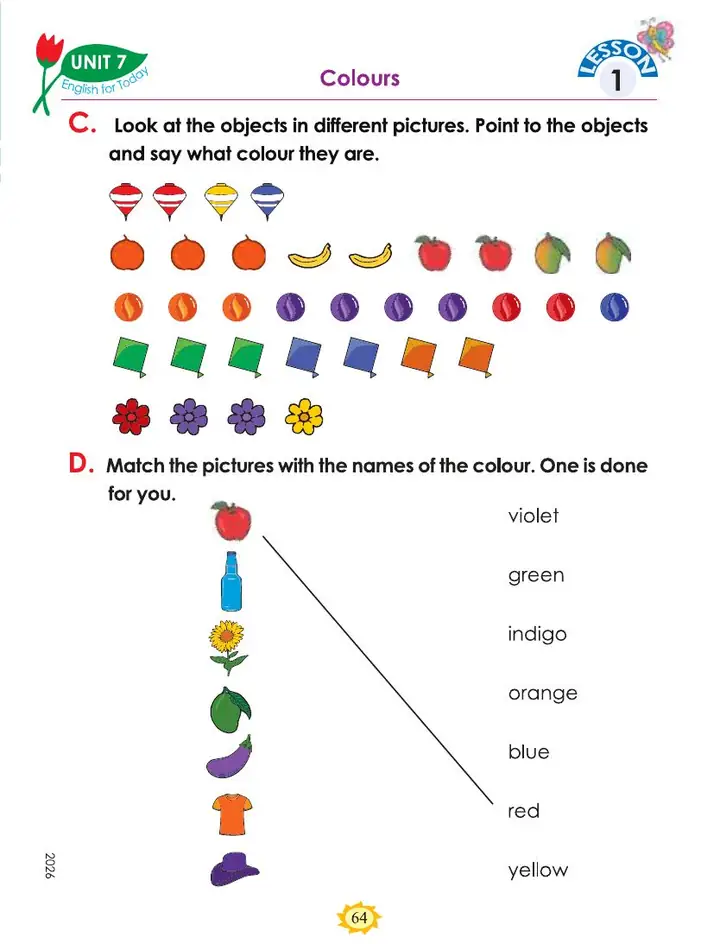 UNIT 7
English for Today
Colours
LESSON
1
C. Look at the objects in different pictures. Point to the objects
and say what colour they are.
D. Match the pictures with the names of the colour. One is done
for you.
violet
green
indigo
orange
blue
red
yellow
2026
64